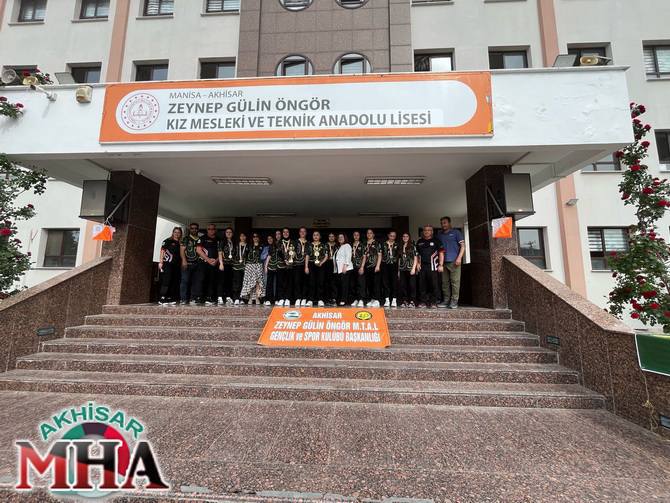 MANİSA - AKHİSAR
ZEYNEP GÜLİN ÖNGÖR
KIZ MESLEKİ VE TEKNİK ANADOLU LİSESİ
AKHİSAR
ZEYNEP GÜLİN ÖNGÖR M.T.A.L
GENÇLİK ve SPOR KULÜBÜ BAŞKANLIĞI
AKHİSAR
MHA